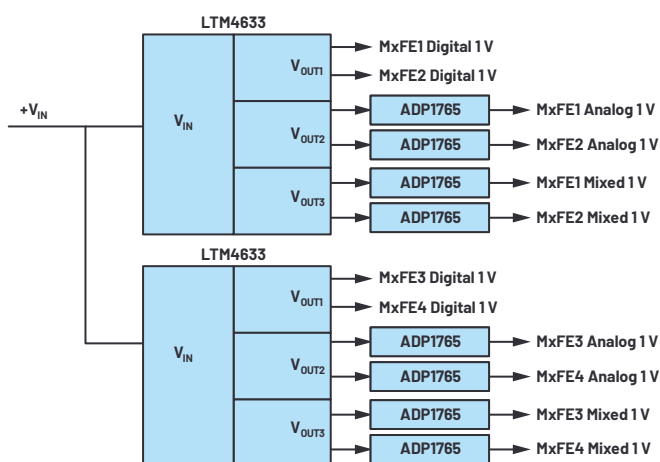 LTM4633
+VIN
VIN
VOUT1
MxFE1 Digital 1 V
MxFE2 Digital 1 V
VOUT2
ADP1765
MxFE1 Analog 1 V
ADP1765
MxFE2 Analog 1 V
VOUT3
ADP1765
MxFE1 Mixed 1 V
ADP1765
MxFE2 Mixed 1 V
LTM4633
VIN
VOUT1
MxFE3 Digital 1 V
MxFE4 Digital 1 V
VOUT2
ADP1765
MxFE3 Analog 1 V
ADP1765
MxFE4 Analog 1 V
VOUT3
ADP1765
MxFE3 Mixed 1 V
ADP1765
MxFE4 Mixed 1 V